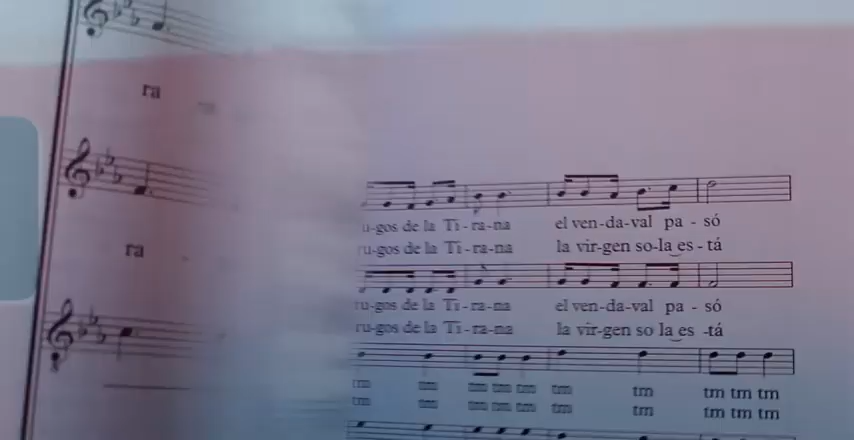 ra
ra
u-gos de la Ti - ra-na el ven-da-val pa - só
ru-gos de la Ti - ra-na la vir-gen so-la es - tá
ru-gos de la Ti - ra-na el ven-da-val pa - só
ru-gos de la Ti - ra-na la vir-gen so la es -tá
tm tm tm tm tm tm tm tm tm tm
tm tm tm tm tm tm tm tm tm tm